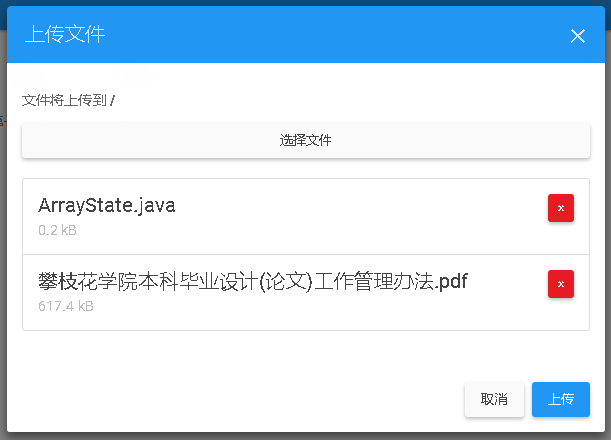 上传文件
文件将上传到 /
选择文件
ArrayState.java
0.2 kB
攀枝花学院本科毕业设计(论文)工作管理办法.pdf
617.4 kB
取消
上传